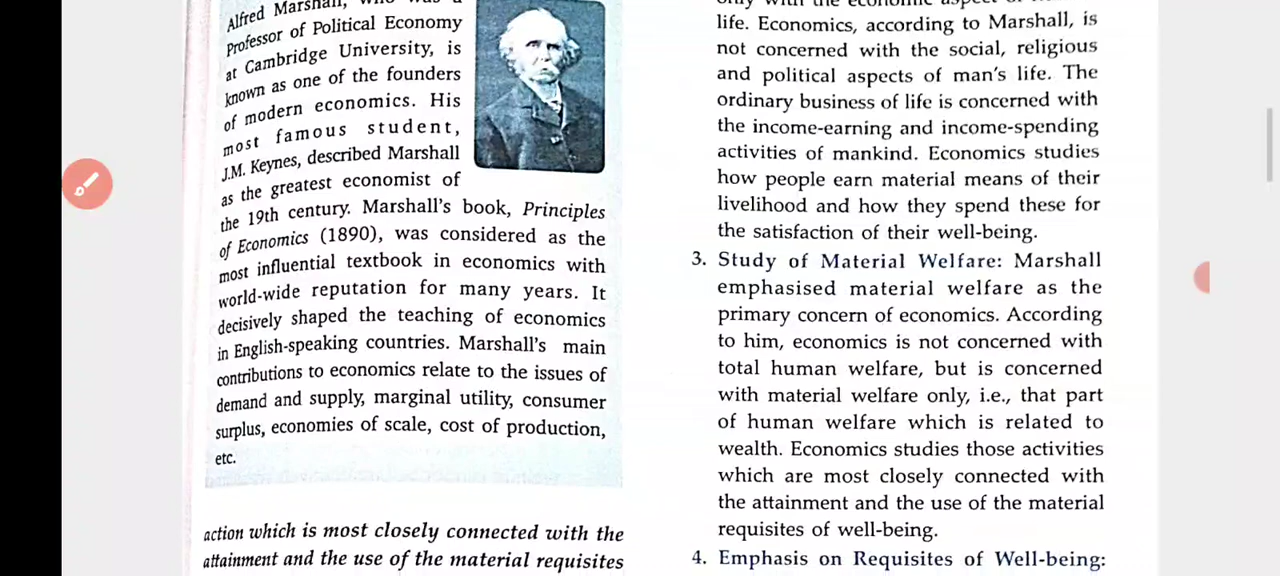 Alfred Marshall, who was a
Professor of Political Economy
at Cambridge University, is
known as one of the founders
of modern economics. His
most famous student,
J.M. Keynes, described Marshall
as the greatest economist of
the 19th century. Marshall's book, Principles
of Economics (1890), was considered as the
most influential textbook in economics with
world-wide reputation for many years. It
decisively shaped the teaching of economics
in English-speaking countries. Marshall's main
contributions to economics relate to the issues of
demand and supply, marginal utility, consumer
surplus, economies of scale, cost of production,
etc.
action which is most closely connected with the
attainment and the use of the material requisites
only with the economic aspect of
life. Economics, according to Marshall, is
not concerned with the social, religious
and political aspects of man's life. The
ordinary business of life is concerned with
the income-earning and income-spending
activities of mankind. Economics studies
how people earn material means of their
livelihood and how they spend these for
the satisfaction of their well-being.
3. Study of Material Welfare: Marshall
emphasised material welfare as the
primary concern of economics. According
to him, economics is not concerned with
total human welfare, but is concerned
with material welfare only, i.e., that part
of human welfare which is related to
wealth. Economics studies those activities
which are most closely connected with
the attainment and the use of the material
requisites of well-being.
4. Emphasis on Requisites of Well-being: